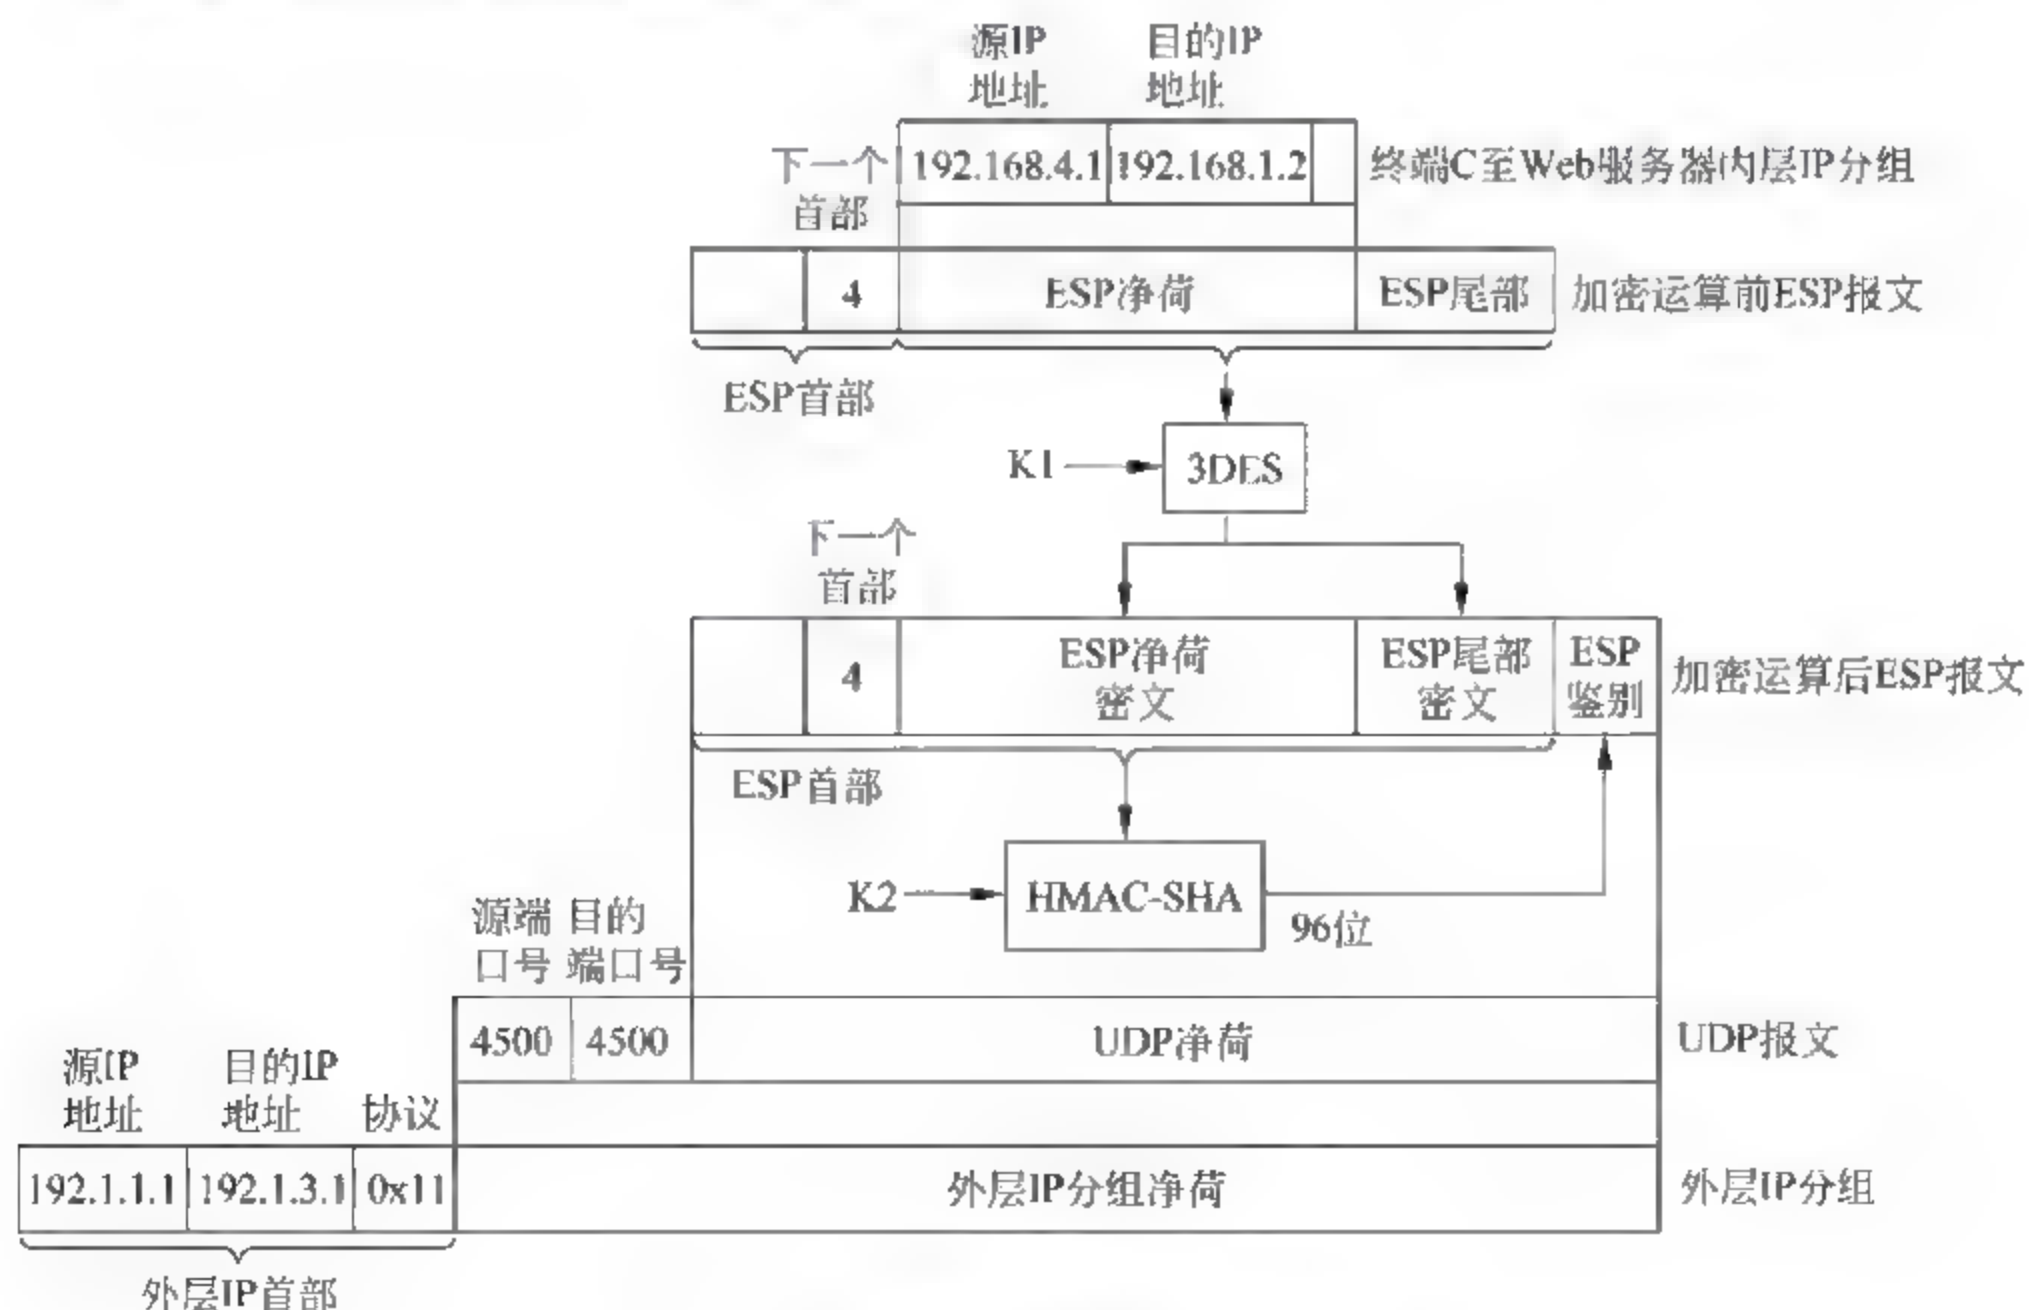 源IP 目的IP
地址 地址
下一个 192.168.4.1 192.168.1.2 终端C至Web服务器内层IP分组
首部
4 ESP净荷 ESP尾部 加密运算前ESP报文
ESP首部
K1 3DES
下一个
首部
4 ESP净荷 ESP尾部 ESP
密文 密文 鉴别 加密运算后ESP报文
ESP首部
K2 HMAC-SHA 96位
源端 目的
口号 端口号
4500 4500 UDP净荷 UDP报文
源IP 目的IP
地址 地址 协议
192.1.1.1 192.1.3.1 0x11 外层IP分组净荷 外层IP分组
外层IP首部